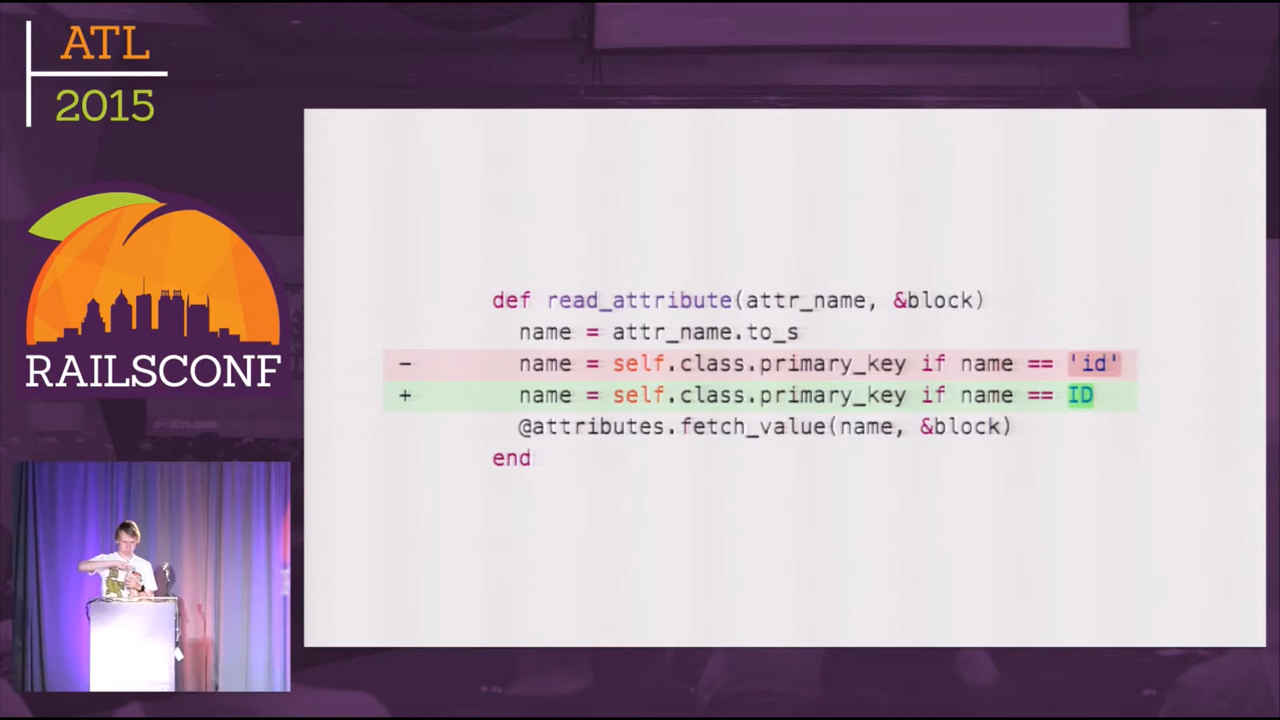 ATL
2015
RAILSCONF
def read_attribute(attr_name, &block)
  name = attr_name.to_s
-        name = self.class.primary_key if name == 'id'
+        name = self.class.primary_key if name == ID
  @attributes.fetch_value(name, &block)
end